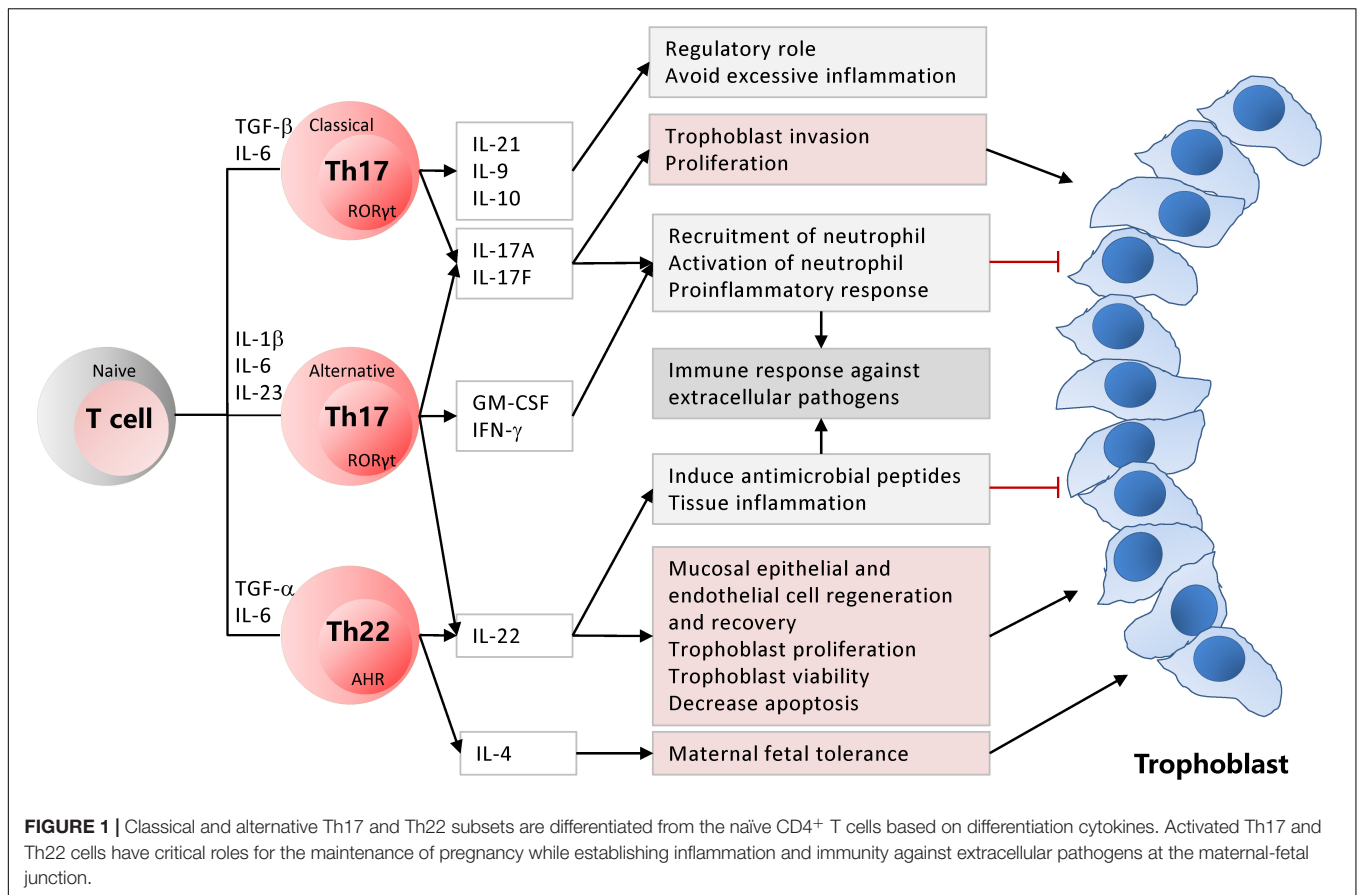 Naive
T cell
TGF-β
IL-6
Classical
Th17
RORγt
IL-1β
IL-6
IL-23
Alternative
Th17
RORγt
TGF-α
IL-6
Th22
AHR
IL-21
IL-9
IL-10
IL-17A
IL-17F
GM-CSF
IFN-γ
IL-22
IL-4
Regulatory role
Avoid excessive inflammation
Trophoblast invasion
Proliferation
Recruitment of neutrophil
Activation of neutrophil
Proinflammatory response
Immune response against
extracellular pathogens
Induce antimicrobial peptides
Tissue inflammation
Mucosal epithelial and
endothelial cell regeneration
and recovery
Trophoblast proliferation
Trophoblast viability
Decrease apoptosis
Maternal fetal tolerance
Trophoblast
FIGURE 1 | Classical and alternative Th17 and Th22 subsets are differentiated from the naïve CD4+ T cells based on differentiation cytokines. Activated Th17 and
Th22 cells have critical roles for the maintenance of pregnancy while establishing inflammation and immunity against extracellular pathogens at the maternal-fetal
junction.